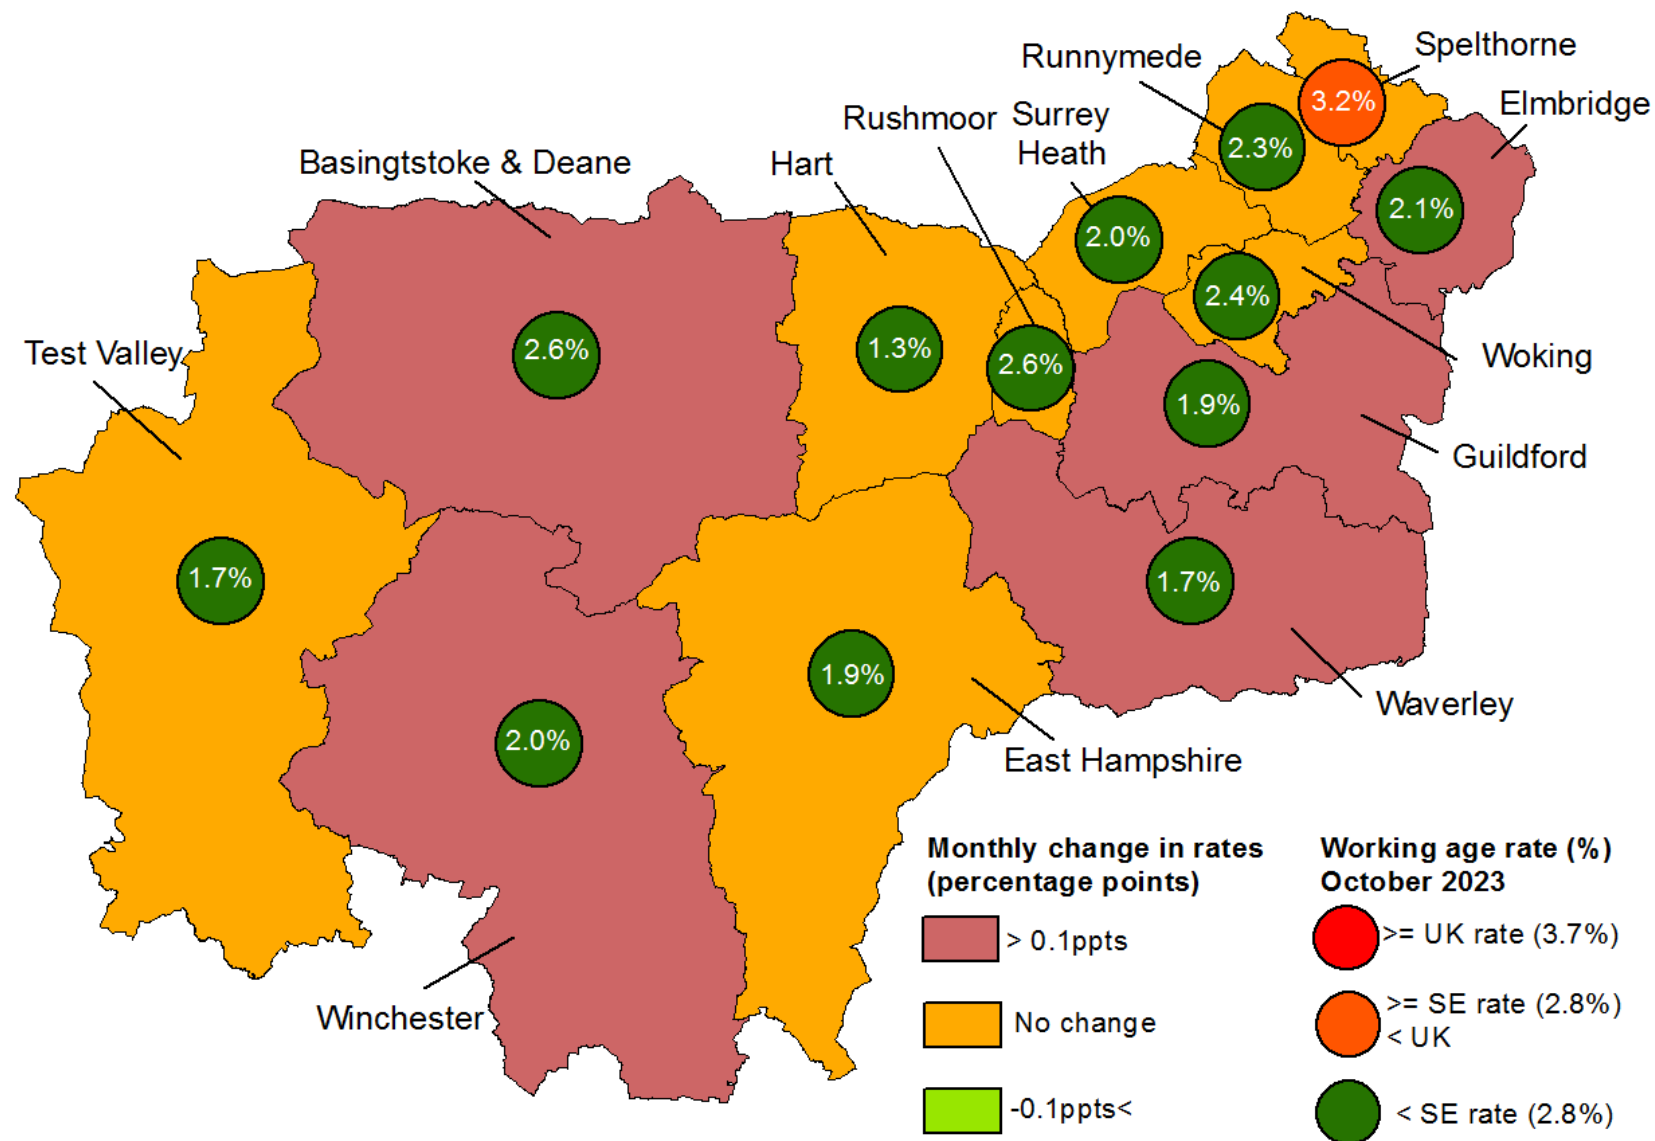 Spelthorne
Runnymede
Elmbridge
3.2%
Rushmoor
Surrey
Heath
2.3%
Basingtstoke & Deane
Hart
2.1%
2.0%
2.4%
Test Valley
2.6%
1.3%
2.6%
Woking
1.9%
Guildford
1.7%
1.7%
1.9%
Waverley
2.0%
East Hampshire
Winchester
Monthly change in rates
(percentage points)
> 0.1ppts
No change
-0.1ppts<
Working age rate (%)
October 2023
>= UK rate (3.7%)
>= SE rate (2.8%)
< UK
< SE rate (2.8%)